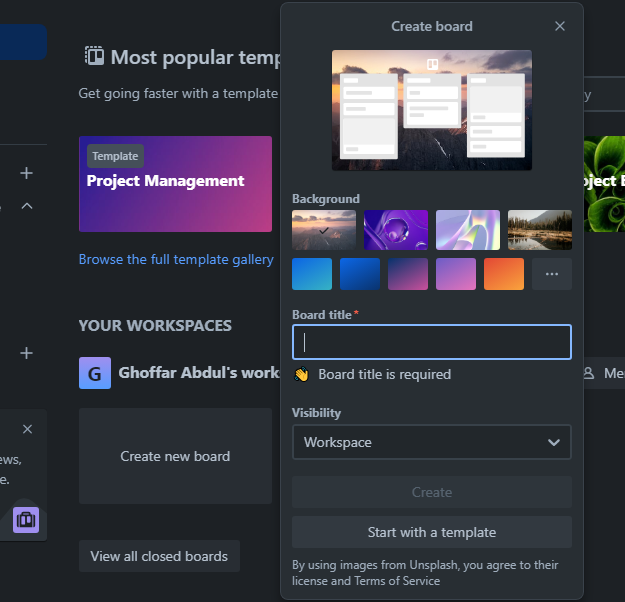 Most popular temp
Get going faster with a template
Template
Project Management
Browse the full template gallery
YOUR WORKSPACES
G
Ghoffar Abdul's work
Create new board
View all closed boards
ews,
e.
Create board
Background
Board title*
Board title is required
Visibility
Workspace
Create
Start with a template
By using images from Unsplash, you agree to their
license and Terms of Service
y
oject B
Me